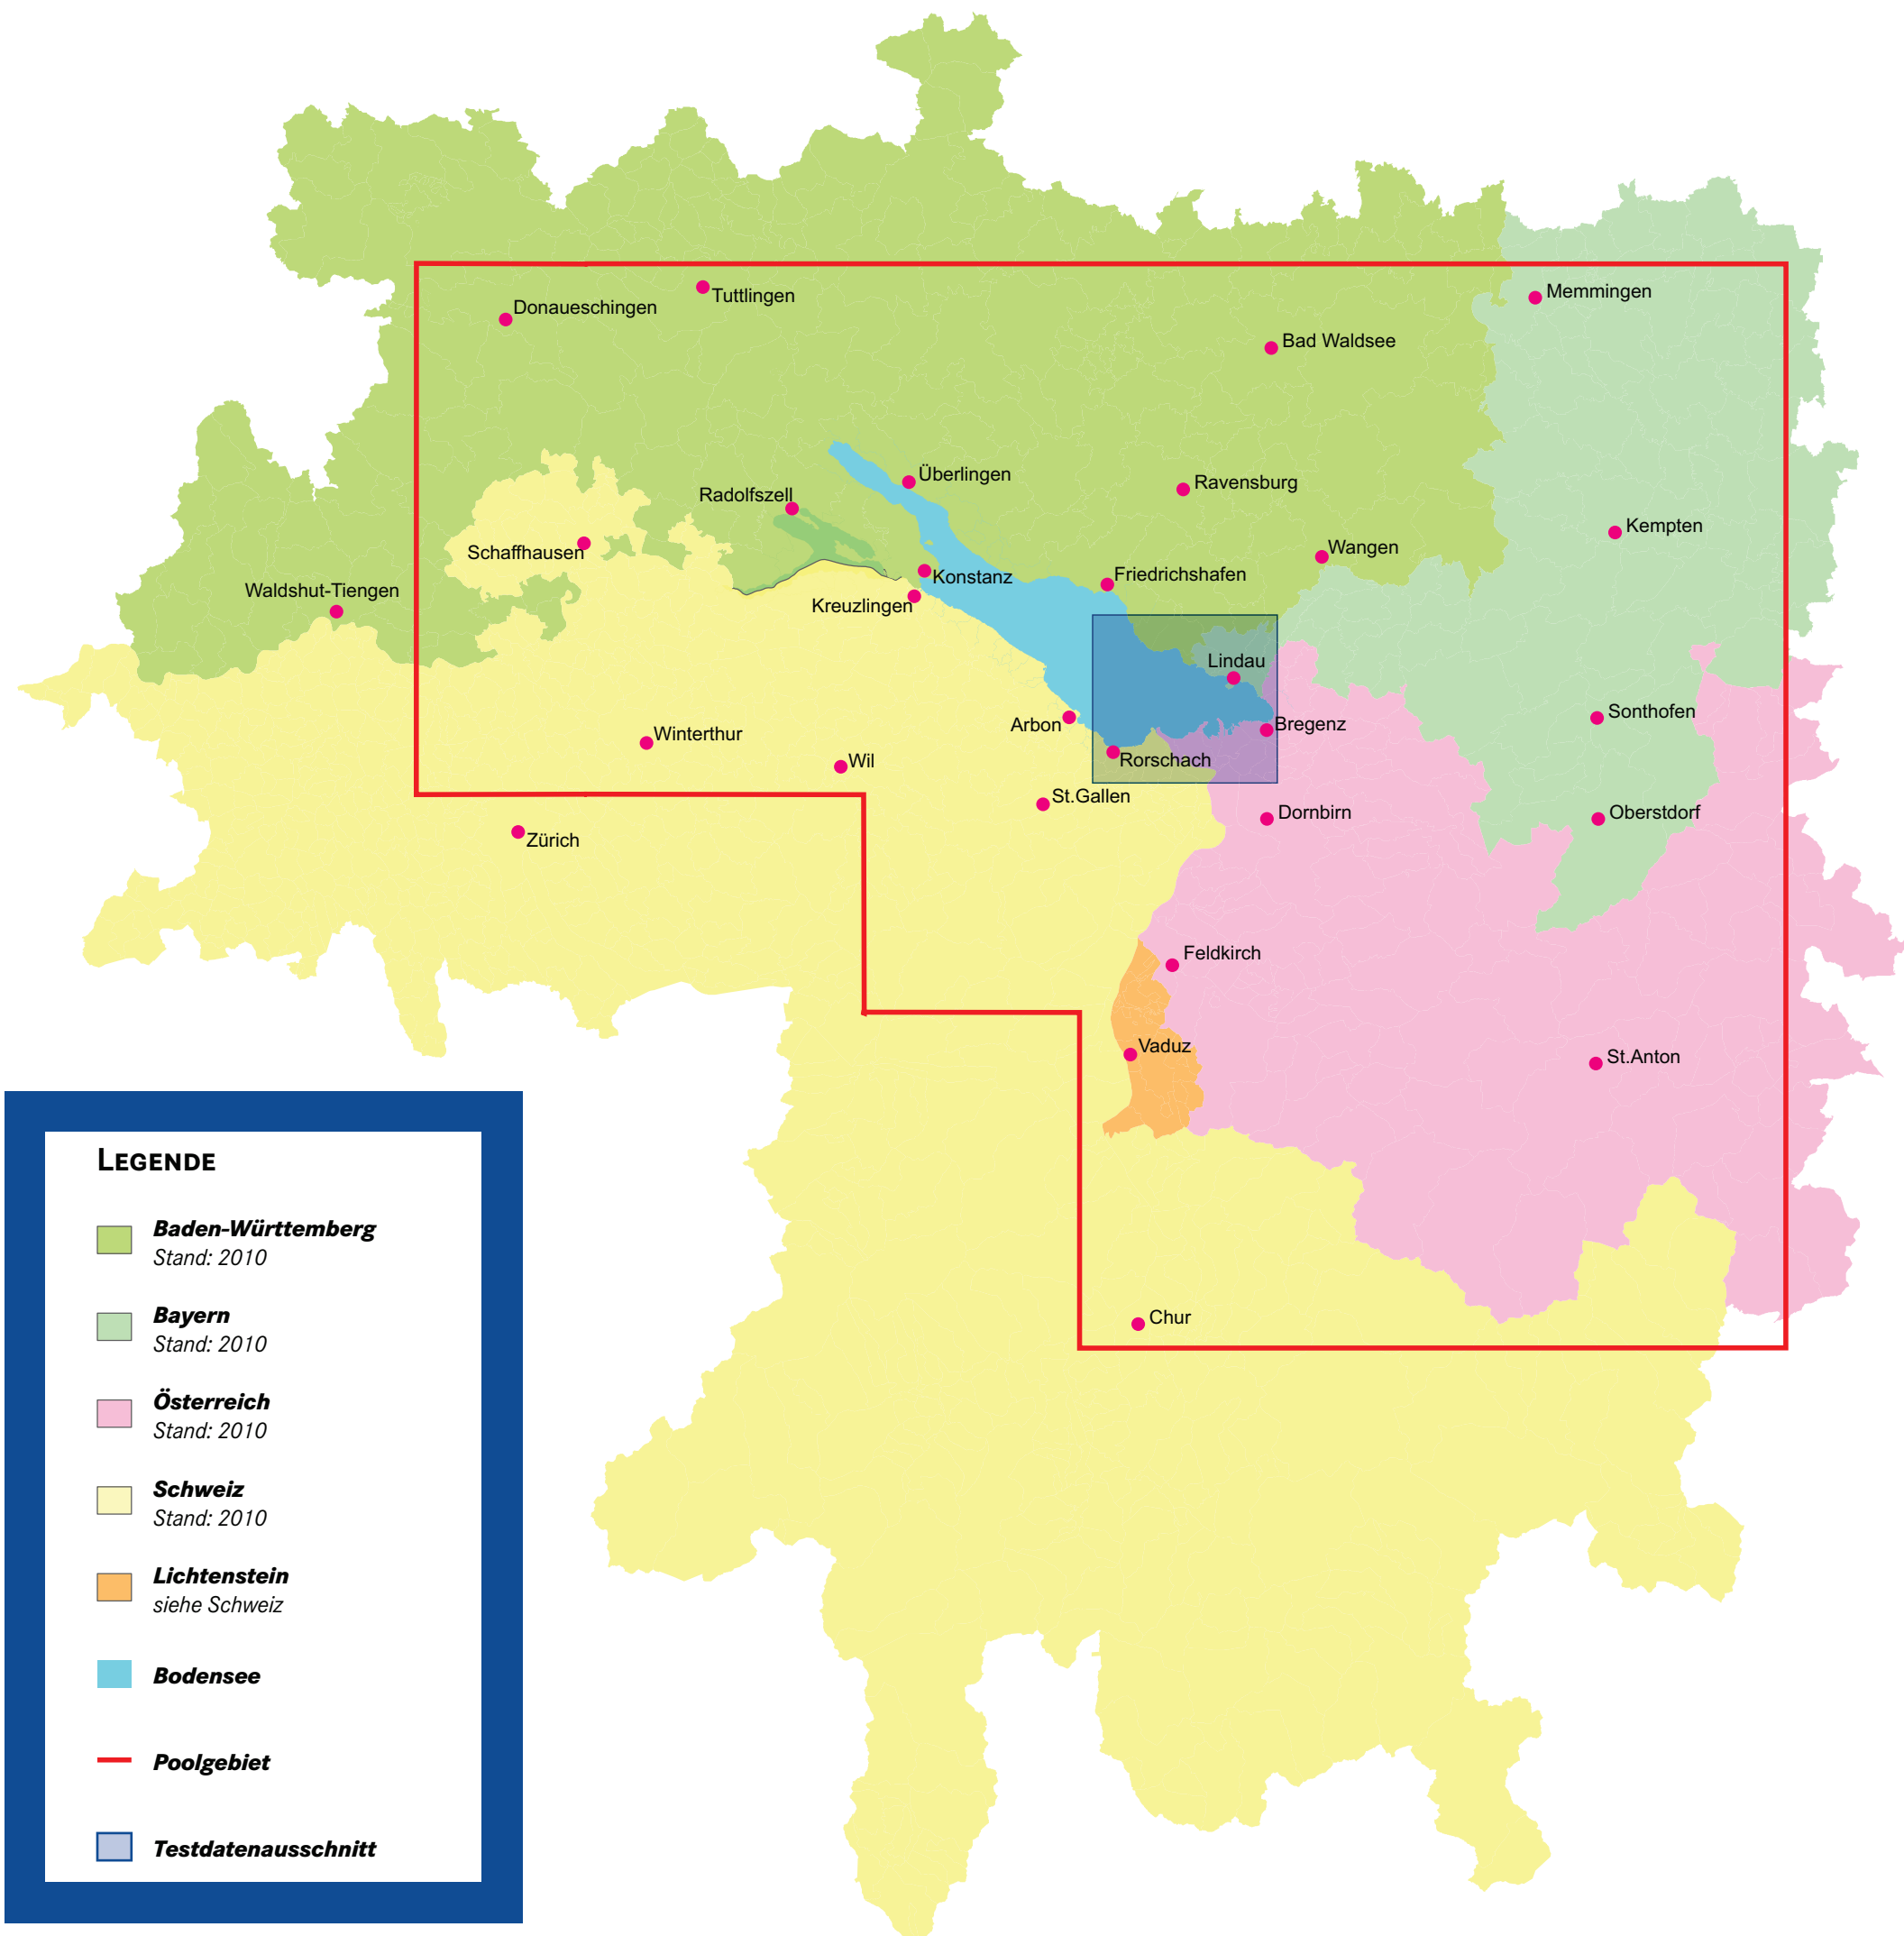 Donaueschingen
Tuttlingen
Memmingen
Bad Waldsee
Überlingen
Radolfszell
Ravensburg
Kempten
Schaffhausen
Wangen
Konstanz
Friedrichshafen
Waldshut-Tiengen
Kreuzlingen
Lindau
Arbon
Bregenz
Sonthofen
Winterthur
Wil
Rorschach
St.Gallen
Dornbirn
Oberstdorf
Zürich
Feldkirch
Vaduz
St.Anton
Chur
LEGENDE
Baden-Württemberg
Stand: 2010
Bayern
Stand: 2010
Österreich
Stand: 2010
Schweiz
Stand: 2010
Lichtenstein
siehe Schweiz
Bodensee
Poolgebiet
Testdatenausschnitt